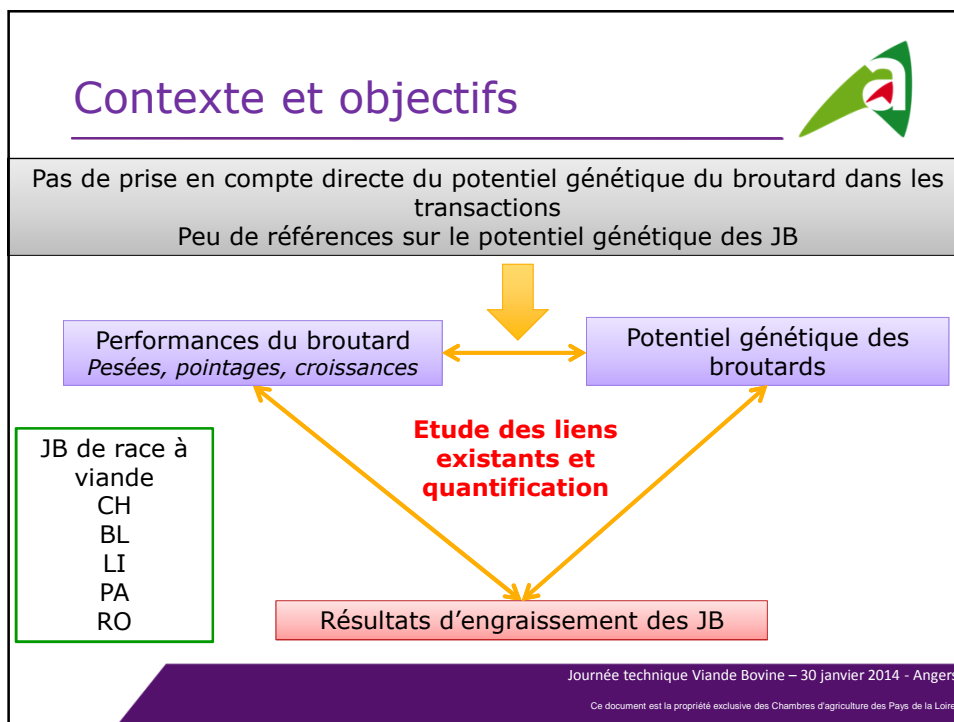 Contexte et objectifs
Pas de prise en compte directe du potentiel génétique du broutard dans les
transactions
Peu de références sur le potentiel génétique des JB
Performances du broutard
Pesées, pointages, croissances
Potentiel génétique des
broutards
Etude des liens
existants et
quantification
JB de race à
viande
CH
BL
LI
PA
RO
Résultats d'engraissement des JB
Journée technique Viande Bovine – 30 janvier 2014 - Angers
Ce document est la propriété exclusive des Chambres d'agriculture des Pays de la Loire